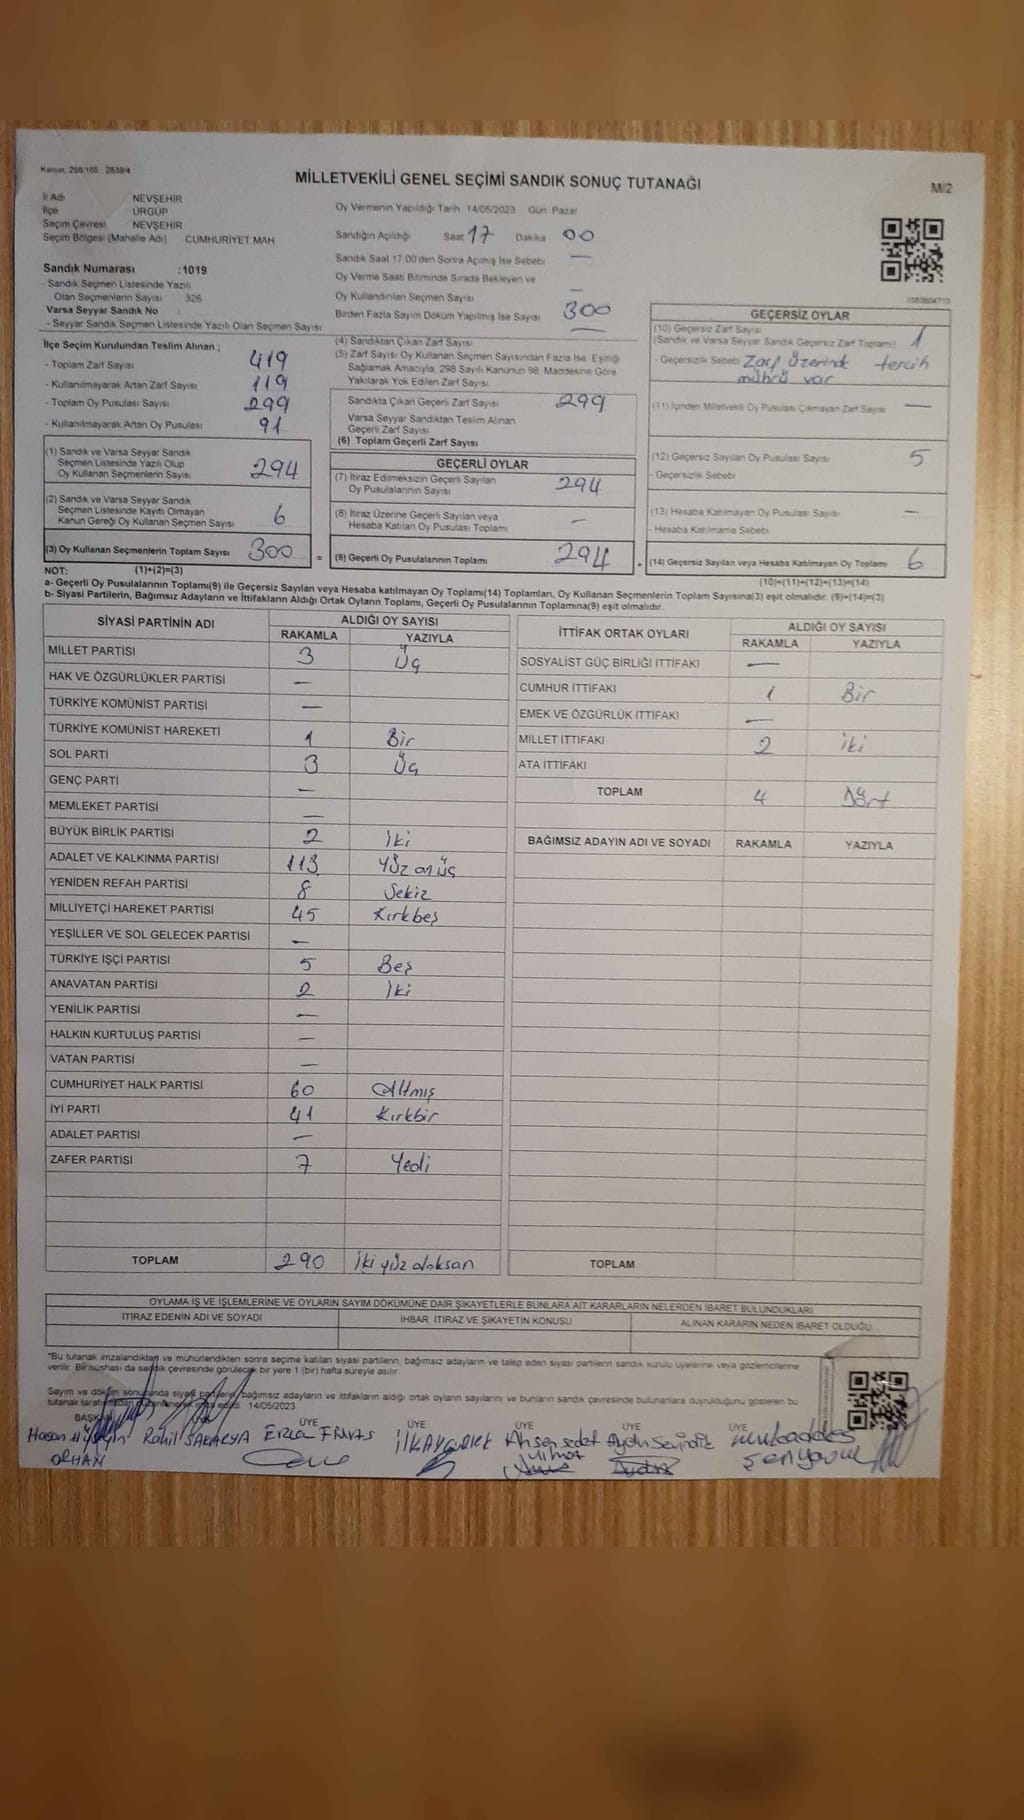 Kanun, 298/105 , 2839/4
MİLLETVEKİLİ GENEL SEÇİMİ SANDIK SONUÇ TUTANAĞI
M/2
İl Adı NEVŞEHİR
İlçe ÜRGÜP
Seçim Çevresi NEVŞEHİR
Seçim Bölgesi (Mahalle Adı) CUMHURİYET MAH
Sandık Numarası :1019
- Sandık Seçmen Listesinde Yazılı
Olan Seçmenlerin Sayısı 326
Varsa Seyyar Sandık No :
- Seyyar Sandık Seçmen Listesinde Yazılı Olan Seçmen Sayısı
Oy Vermenin Yapıldığı Tarih 14/05/2023 Gün Pazar
Sandığın Açıldığı Saat 17 Dakika 00
Sandık Saat 17.00'den Sonra Açımış İse Sebebi —
Oy Verme Saati Bitiminde Sırada Bekleyen ve
Oy Kullandırılan Seçmen Sayısı —
Birden Fazla Sayım Döküm Yapılmış İse Sayısı 300
—
İlçe Seçim Kurulundan Teslim Alınan ;
- Toplam Zarf Sayısı 419
- Kullanılmayarak Artan Zarf Sayısı 119
- Toplam Oy Pusulası Sayısı 299
- Kullanılmayarak Artan Oy Pusulası 91
(4) Sandıktan Çıkan Zarf Sayısı
(5) Zarf Sayısı Oy Kullanan Seçmen Sayısından Fazla İse, Eşitliği
Sağlamak Amacıyla, 298 Sayılı Kanunun 98. Maddesine Göre
Yakılarak Yok Edilen Zarf Sayısı
Sandıkta Çıkan Geçerli Zarf Sayısı 299
Varsa Seyyar Sandıktan Teslim Alınan
Geçerli Zarf Sayısı
(6) Toplam Geçerli Zarf Sayısı
GEÇERSİZ OYLAR
(10) Geçersiz Zarf Sayısı
(Sandık ve Varsa Seyyar Sandık Geçersiz Zarf Toplamı) 1
- Geçersizlik Sebebi Zarf üzerinde tercih
mührü var
(11) İçinden Milletvekili Oy Pusulası Çıkmayan Zarf Sayısı —
(12) Geçersiz Sayılan Oy Pusulası Sayısı 5
- Geçersizlik Sebebi
(13) Hesaba Katılmayan Oy Pusulası Sayısı —
- Hesaba Katılmama Sebebi
(14) Geçersiz Sayılan veya Hesaba Katılmayan Oy Toplamı 6
(10)+(11)+(12)+(13)=(14)
(1) Sandık ve Varsa Seyyar Sandık
Seçmen Listesinde Yazılı Olup
Oy Kullanan Seçmenlerin Sayısı 294
(2) Sandık ve Varsa Seyyar Sandık
Seçmen Listesinde Kayıtlı Olmayan
Kanun Gereği Oy Kullanan Seçmen Sayısı 6
(3) Oy Kullanan Seçmenlerin Toplam Sayısı 300 =
GEÇERLİ OYLAR
(7) İtiraz Edilmeksizin Geçerli Sayılan
Oy Pusulalarının Sayısı 294
(8) İtiraz Üzerine Geçerli Sayılan veya
Hesaba Katılan Oy Pusulası Toplamı —
(9) Geçerli Oy Pusulalarının Toplamı 294 +
NOT: (1)+(2)=(3)
a- Geçerli Oy Pusulalarının Toplamı(9) ile Geçersiz Sayılan veya Hesaba katılmayan Oy Toplamı(14) Toplamları, Oy Kullanan Seçmenlerin Toplam Sayısına(3) eşit olmalıdır. (9)+(14)=(3)
b- Siyasi Partilerin, Bağımsız Adayların ve İttifakların Aldığı Ortak Oyların Toplamı, Geçerli Oy Pusulalarının Toplamına(9) eşit olmalıdır.
SİYASİ PARTİNİN ADI ALDIĞI OY SAYISI
RAKAMLA YAZIYLA
MİLLET PARTİSİ 3 Üç
HAK VE ÖZGÜRLÜKLER PARTİSİ —
TÜRKİYE KOMÜNİST PARTİSİ —
TÜRKİYE KOMÜNİST HAREKETİ 1 Bir
SOL PARTİ 3 Üç
GENÇ PARTİ —
MEMLEKET PARTİSİ —
BÜYÜK BİRLİK PARTİSİ 2 İki
ADALET VE KALKINMA PARTİSİ 113 Yüz onüç
YENİDEN REFAH PARTİSİ 8 Sekiz
MİLLİYETÇİ HAREKET PARTİSİ 45 Kırkbeş
YEŞİLLER VE SOL GELECEK PARTİSİ —
TÜRKİYE İŞÇİ PARTİSİ 5 Beş
ANAVATAN PARTİSİ 2 İki
YENİLİK PARTİSİ —
HALKIN KURTULUŞ PARTİSİ —
VATAN PARTİSİ —
CUMHURİYET HALK PARTİSİ 60 Altmış
İYİ PARTİ 41 Kırkbir
ADALET PARTİSİ —
ZAFER PARTİSİ 7 Yedi
TOPLAM 290 İki yüz doksan
İTTİFAK ORTAK OYLARI ALDIĞI OY SAYISI
RAKAMLA YAZIYLA
SOSYALİST GÜÇ BİRLİĞİ İTTİFAKI —
CUMHUR İTTİFAKI 1 Bir
EMEK VE ÖZGÜRLÜK İTTİFAKI —
MİLLET İTTİFAKI 2 İki
ATA İTTİFAKI
TOPLAM 4 Dört
BAĞIMSIZ ADAYIN ADI VE SOYADI RAKAMLA YAZIYLA
TOPLAM
OYLAMA İŞ VE İŞLEMLERİNE VE OYLARIN SAYIM DÖKÜMÜNE DAİR ŞİKAYETLERLE BUNLARA AİT KARARLARIN NELERDEN İBARET BULUNDUKLARI
İTİRAZ EDENİN ADI VE SOYADI İHBAR, İTİRAZ VE ŞİKAYETİN KONUSU ALINAN KARARIN NEDEN İBARET OLDUĞU
"Bu tutanak imzalandıktan ve mühürlendikten sonra seçime katılan siyasi partilerin, bağımsız adayların ve talep eden siyasi partilerin sandık kurulu üyelerine veya gözlemcilerine
verilir. Bir nüshası da sandık çevresinde görülecek bir yere 1 (bir) hafta süreyle asılır.
Sayım ve döküm sonucunda siyasi partilerin, bağımsız adayların ve ittifakların aldığı ortak oyların sayılarını ve bunların sandık çevresinde bulunanlara duyrulduğunu gösteren bu
tutanak tarafımızdan düzenlenerek imza edildi. 14/05/2023
BAŞKAN ÜYE ÜYE ÜYE ÜYE ÜYE
Hasan Hüseyin ORHAN
Rahil SAKARYA
İLKAY GÜREK
Ahsen sedef Yılmaz
Aydın Sevindik